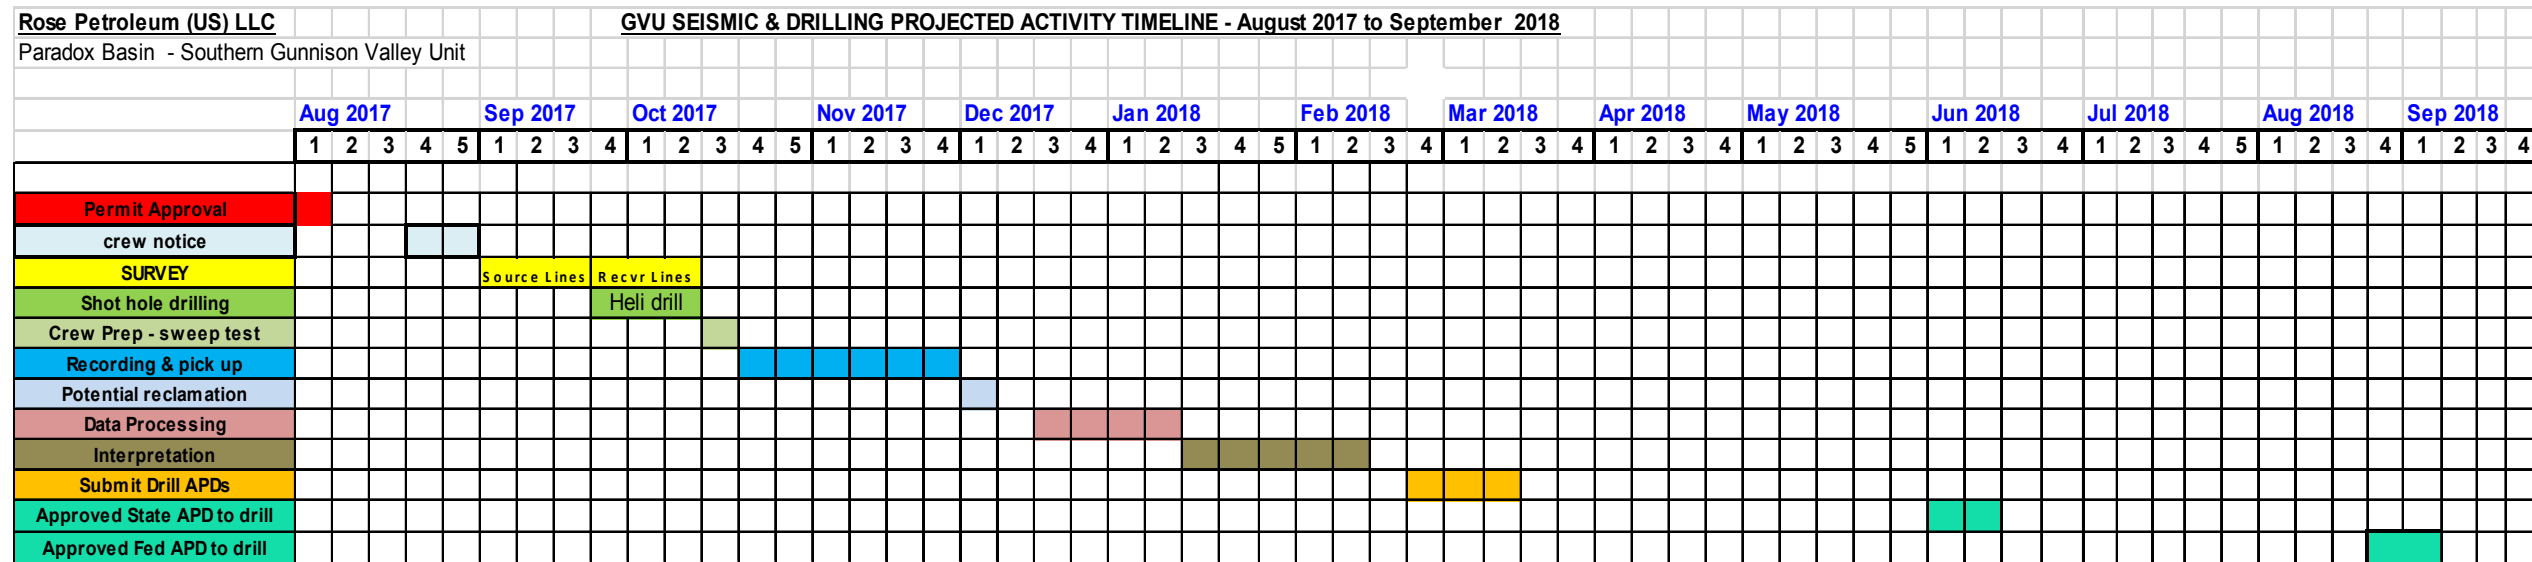 Rose Petroleum (US) LLC GVU SEISMIC & DRILLING PROJECTED ACTIVITY TIMELINE - August 2017 to September 2018
Paradox Basin - Southern Gunnison Valley Unit
Aug 2017 Sep 2017 Oct 2017 Nov 2017 Dec 2017 Jan 2018 Feb 2018 Mar 2018 Apr 2018 May 2018 Jun 2018 Jul 2018 Aug 2018 Sep 2018
1 2 3 4 5 1 2 3 4 1 2 3 4 5 1 2 3 4 1 2 3 4 1 2 3 4 5 1 2 3 4 1 2 3 4 1 2 3 4 1 2 3 4 5 1 2 3 4 1 2 3 4 5 1 2 3 4 1 2 3 4
Permit Approval
crew notice
SURVEY Source Lines Recvr Lines
Shot hole drilling Heli drill
Crew Prep - sweep test
Recording & pick up
Potential reclamation
Data Processing
Interpretation
Submit Drill APDs
Approved State APD to drill
Approved Fed APD to drill